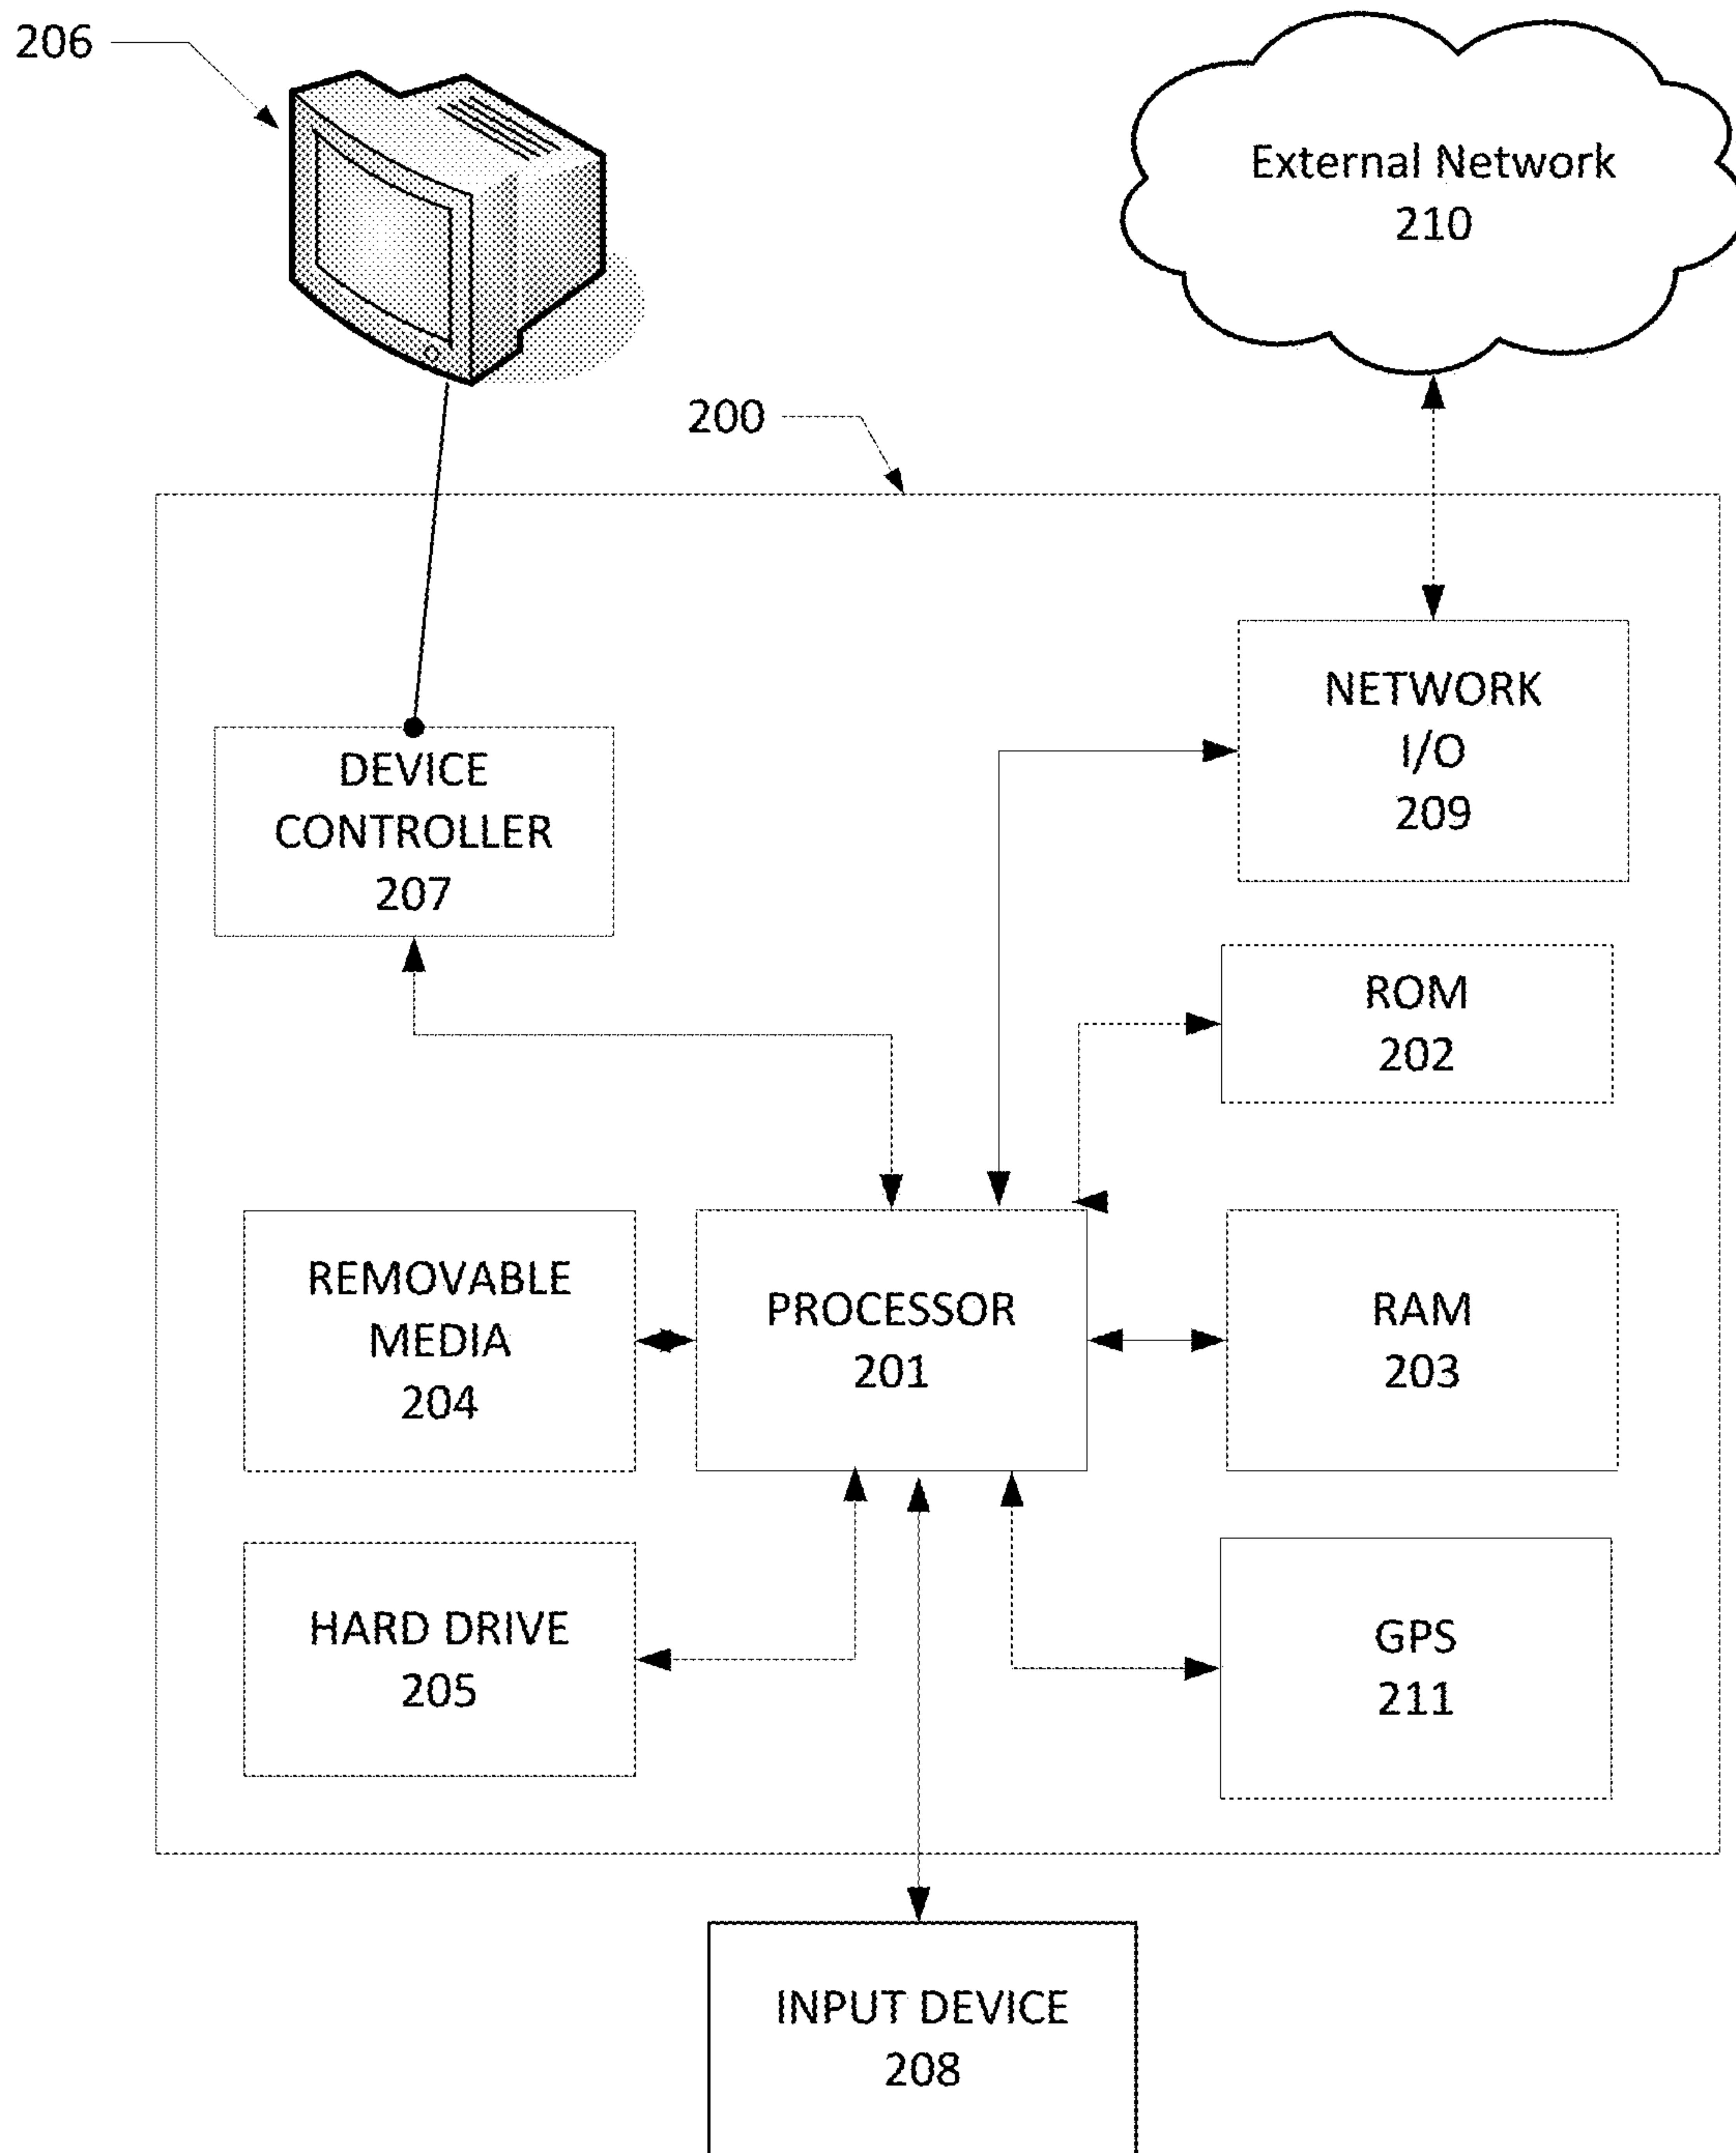 206
External Network
210
200
NETWORK
I/O
209
DEVICE
CONTROLLER
207
ROM
202
REMOVABLE
MEDIA
204
PROCESSOR
201
RAM
203
HARD DRIVE
205
GPS
211
INPUT DEVICE
208